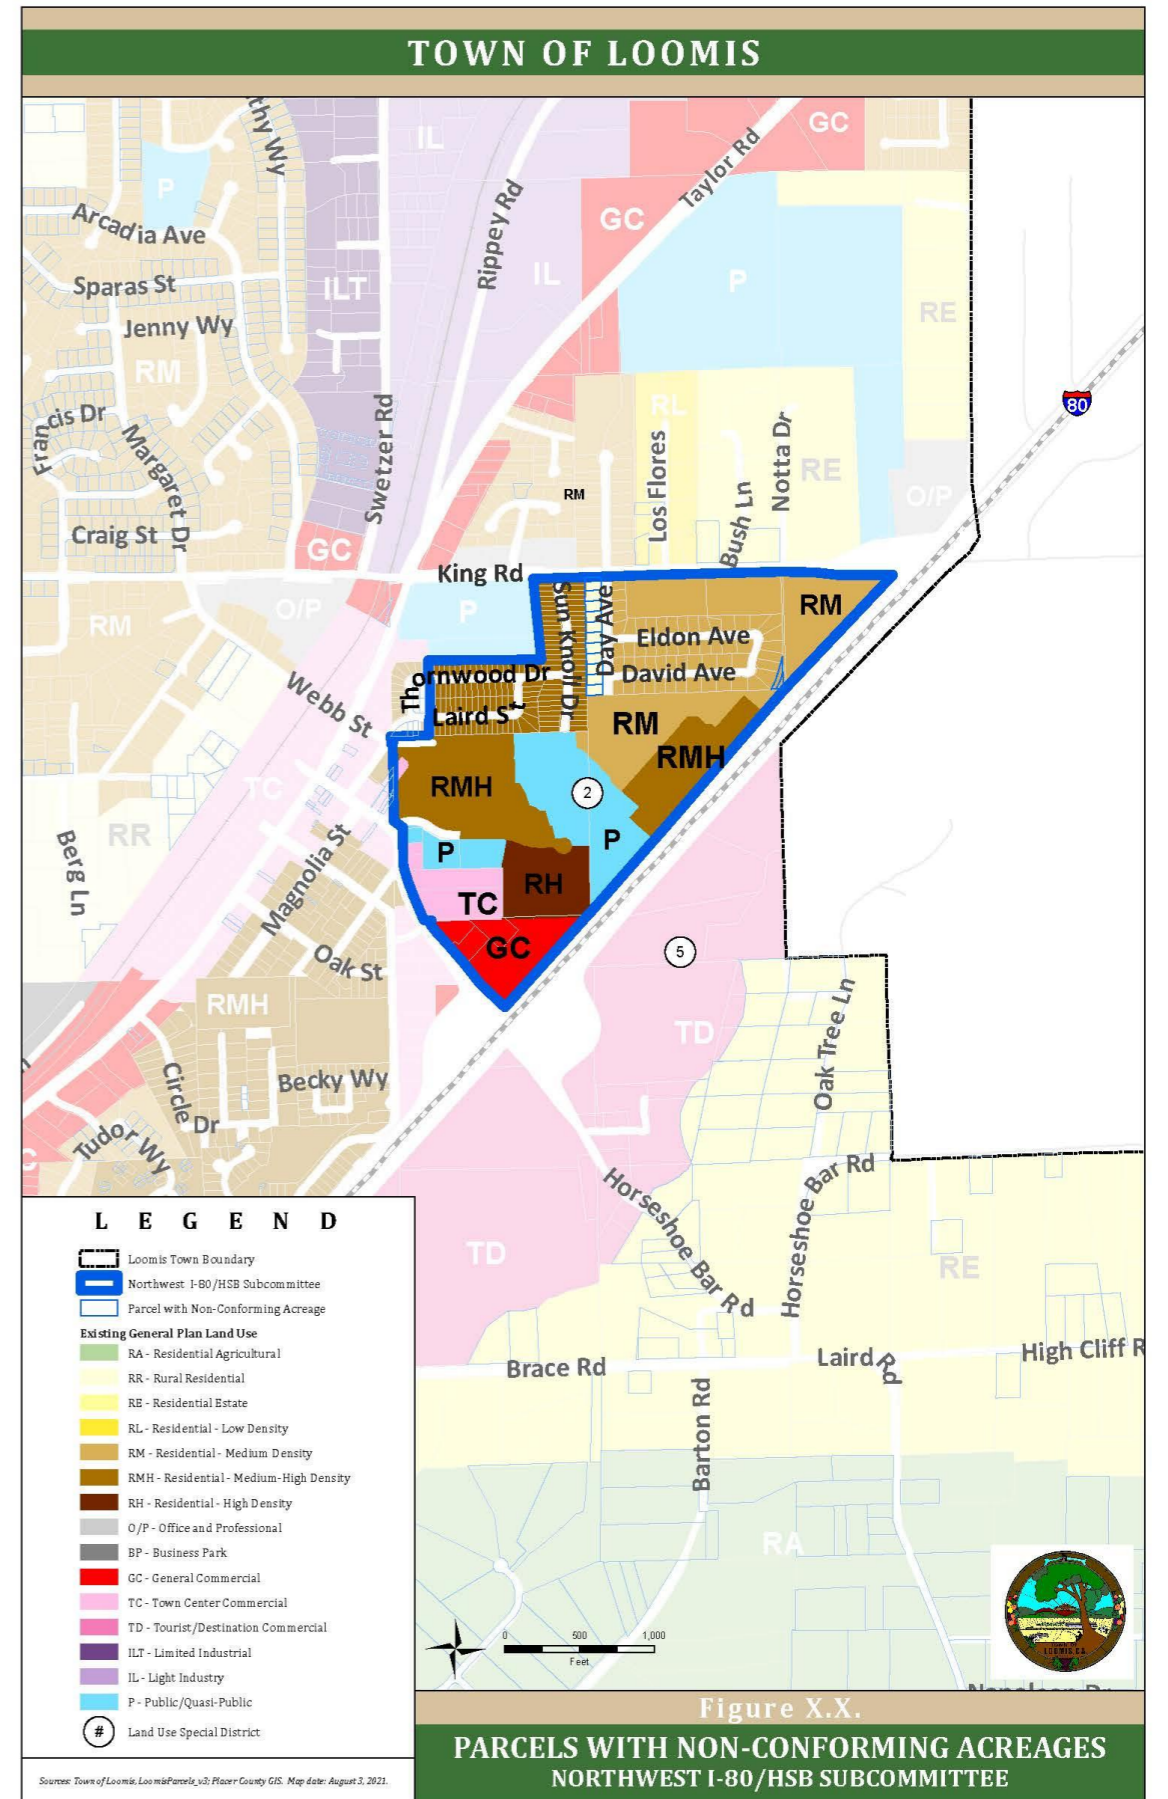 TOWN OF LOOMIS
thy Wy
IL
GC
Taylor Rd
P
Rippey Rd
Arcadia Ave
GC
IL
P
Sparas St
ILT
RE
Jenny Wy
RM
80
Swetzer Rd
RL
Francis Dr
Margaret Dr
Los Flores
Notta Dr
RE
RM
O/P
Bush Ln
Craig St
GC
King Rd
O/P
P
RM
RM
Sun Knoll Dr
Day Ave
Eldon Ave
David Ave
Thornwood Dr
Laird St
Webb St
RM
RMH
TC
RMH
2
RR
P
P
Berg Ln
Magnolia St
RH
TC
GC
5
Oak St
RMH
TD
Oak Tree Ln
Becky Wy
Circle Dr
Tudor Wy
C
Horseshoe Bar Rd
Horseshoe Bar Rd
TD
RE
Brace Rd
Laird Rd
High Cliff R
Barton Rd
RA
LEGEND
Loomis Town Boundary
Northwest I-80/HSB Subcommittee
Parcel with Non-Conforming Acreage
Existing General Plan Land Use
RA - Residential Agricultural
RR - Rural Residential
RE - Residential Estate
RL - Residential - Low Density
RM - Residential - Medium Density
RMH - Residential - Medium-High Density
RH - Residential - High Density
O/P - Office and Professional
BP - Business Park
GC - General Commercial
TC - Town Center Commercial
TD - Tourist/Destination Commercial
ILT - Limited Industrial
IL - Light Industry
P - Public/Quasi-Public
# Land Use Special District
Sources: Town of Loomis, LoomisParcels_v3; Placer County GIS. Map date: August 3, 2021.
0 500 1,000
Feet
LOOMIS CA
Figure X.X.
PARCELS WITH NON-CONFORMING ACREAGES
NORTHWEST I-80/HSB SUBCOMMITTEE